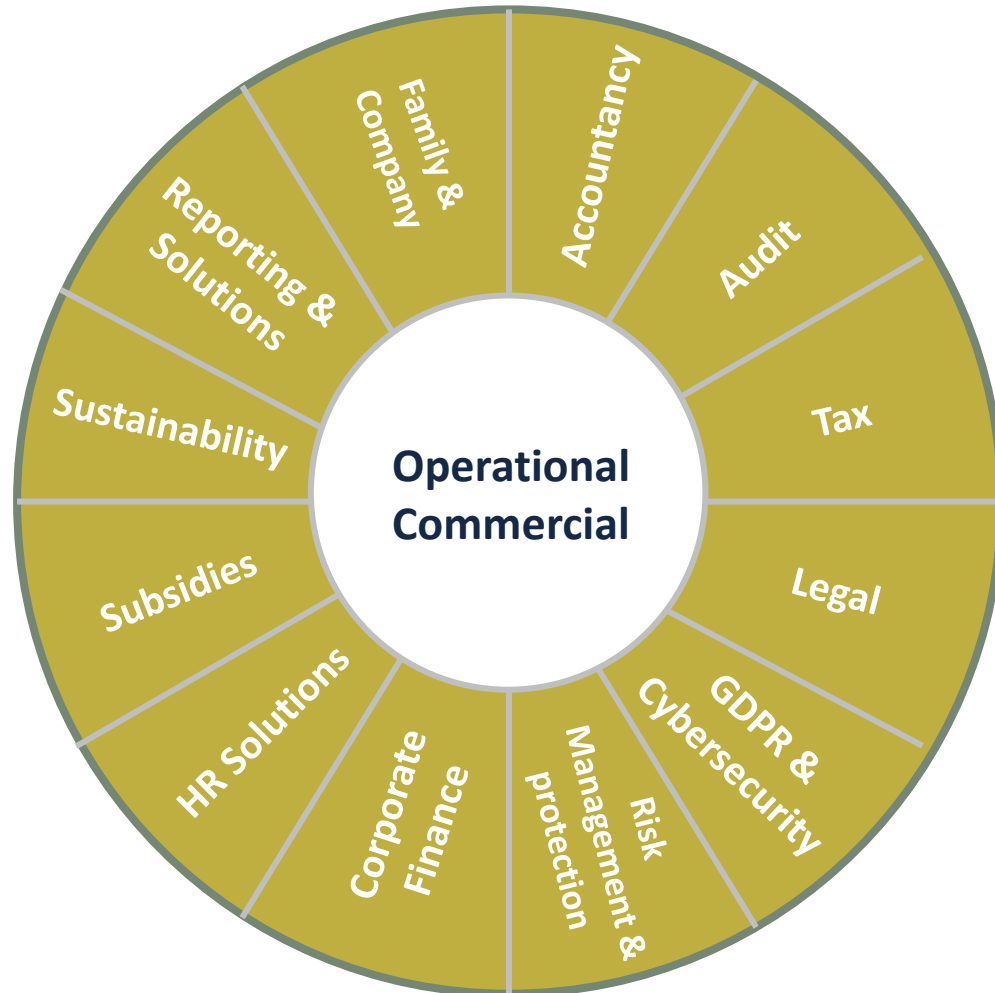 Accountancy
Audit
Tax
Legal
GDPR &
Cybersecurity
Risk
Management &
protection
Corporate
Finance
HR Solutions
Subsidies
Sustainability
Reporting &
Solutions
Family &
Company
Operational
Commercial